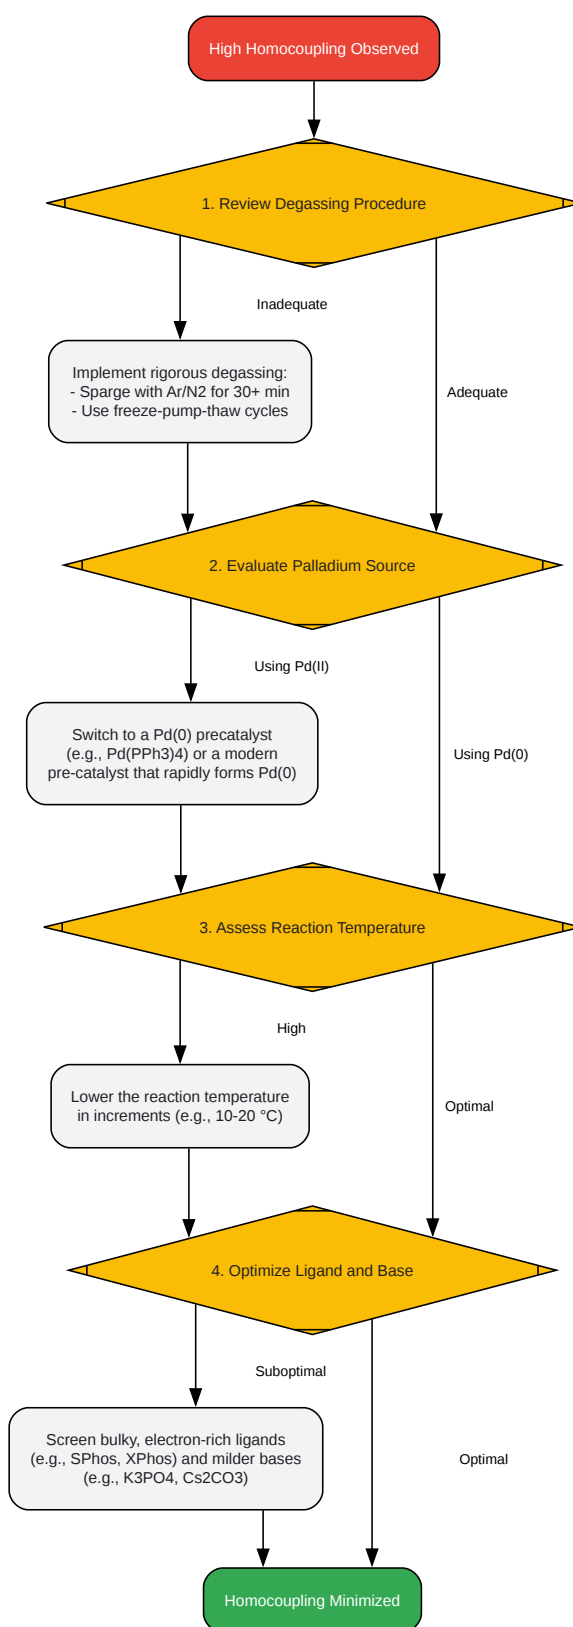 High Homocoupling Observed
1. Review Degassing Procedure
Inadequate
Implement rigorous degassing:
- Sparge with Ar/N2 for 30+ min
- Use freeze-pump-thaw cycles
Adequate
2. Evaluate Palladium Source
Using Pd(II)
Switch to a Pd(0) precatalyst
(e.g., Pd(PPh3)4) or a modern
pre-catalyst that rapidly forms Pd(0)
Using Pd(0)
3. Assess Reaction Temperature
High
Lower the reaction temperature
in increments (e.g., 10-20 °C)
Optimal
4. Optimize Ligand and Base
Suboptimal
Screen bulky, electron-rich ligands
(e.g., SPhos, XPhos) and milder bases
(e.g., K3PO4, Cs2CO3)
Optimal
Homocoupling Minimized